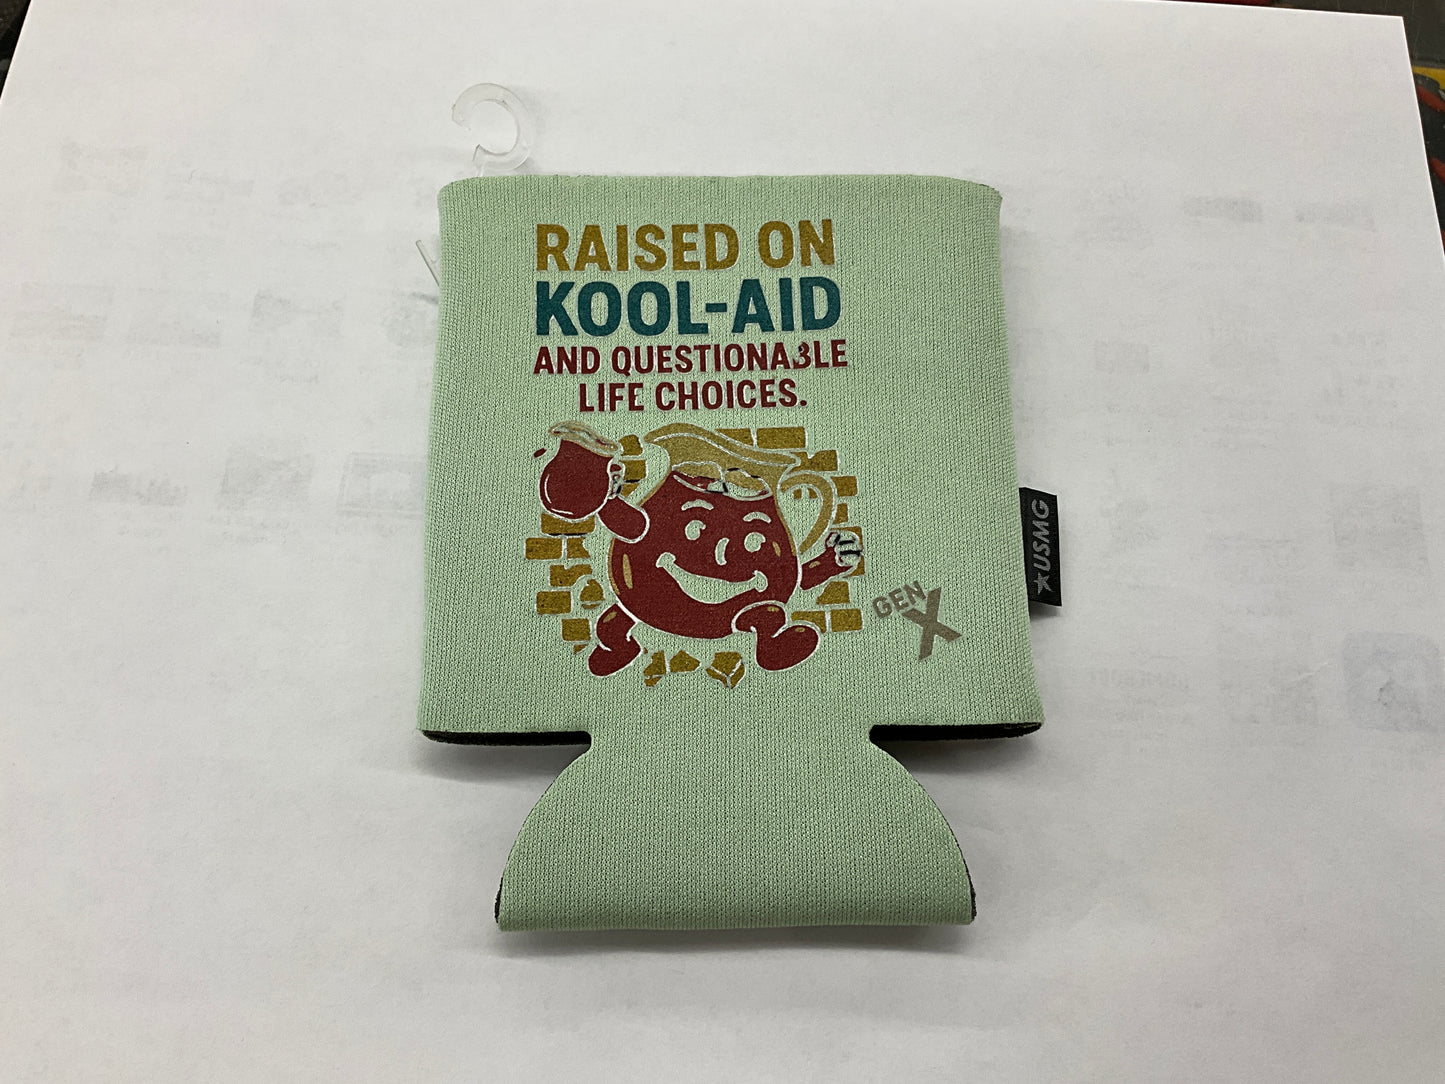 RAISED ON
KOOL-AID
AND QUESTIONABLE
LIFE CHOICES.
GEN
X
★USMG